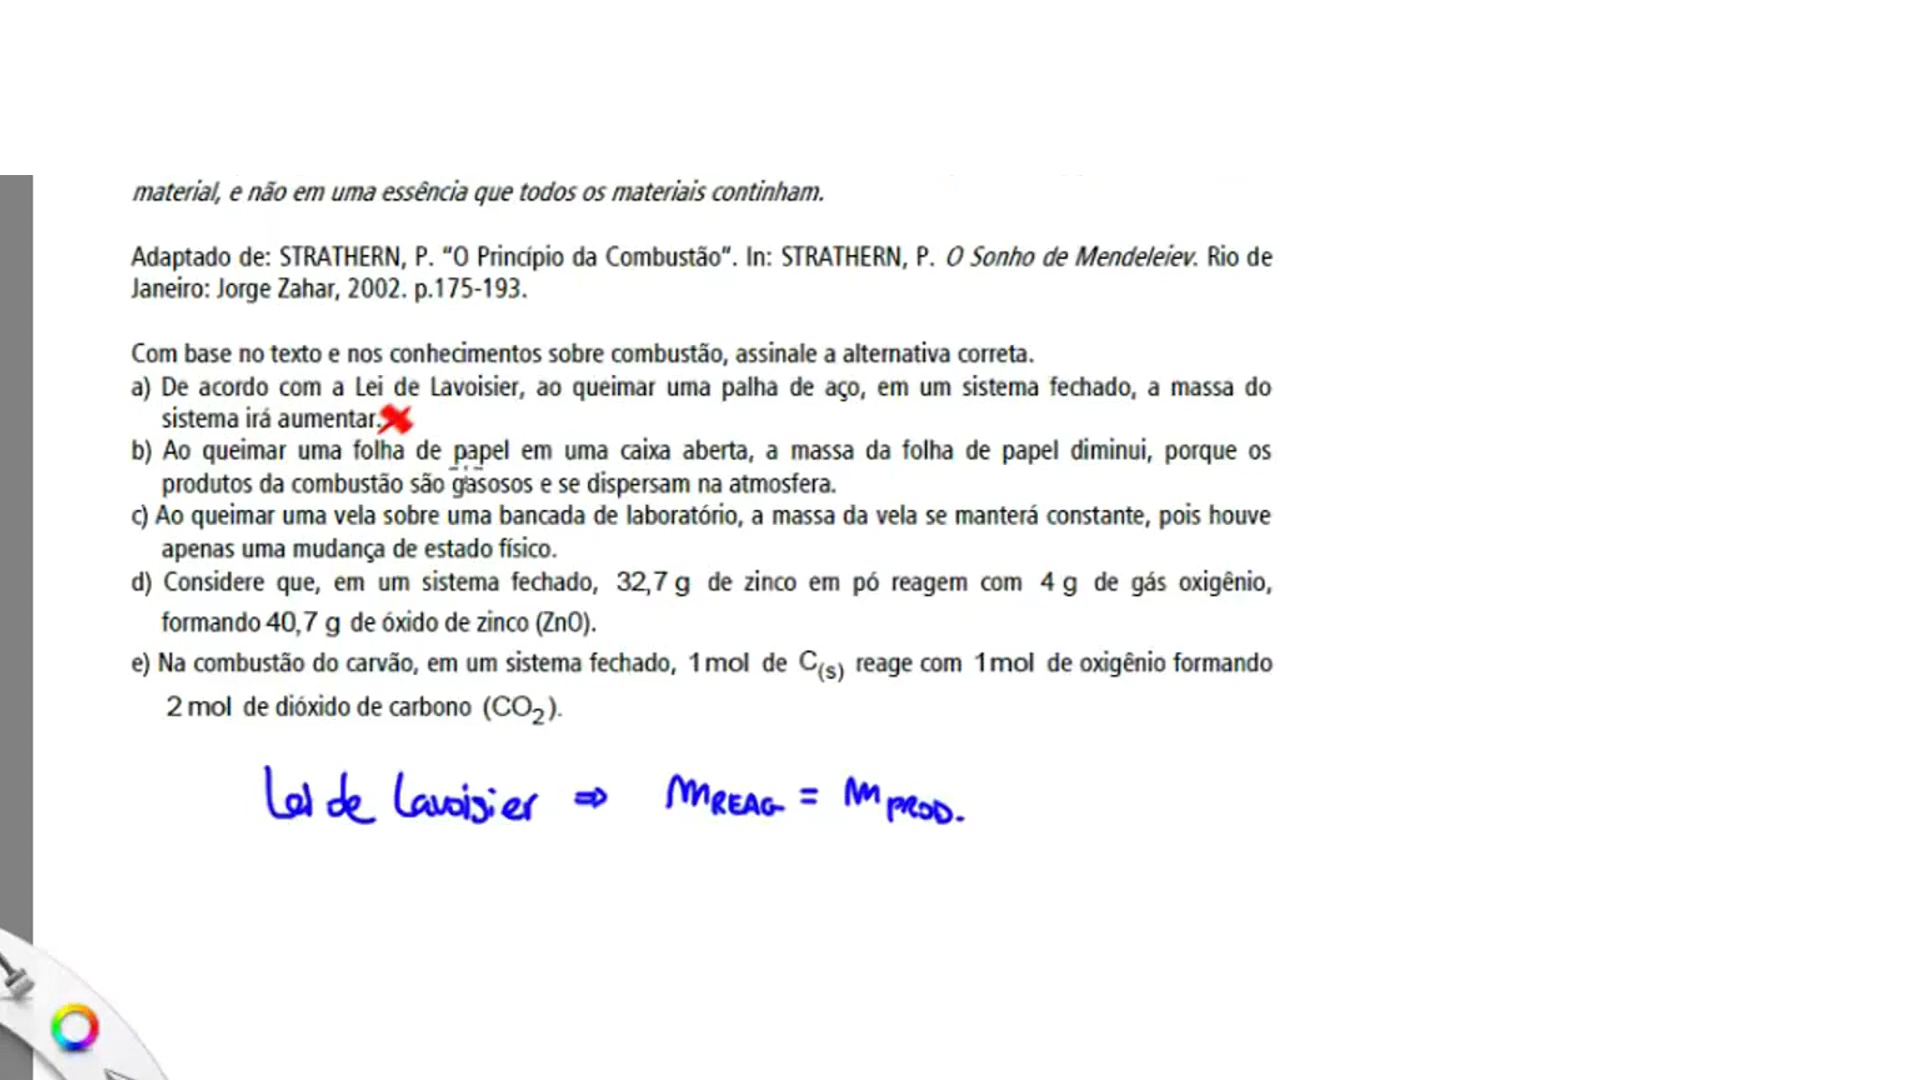 material, e não em uma essência que todos os materiais continham.
Adaptado de: STRATHERN, P. "O Princípio da Combustão". In: STRATHERN, P. O Sonho de Mendeleiev. Rio de
Janeiro: Jorge Zahar, 2002. p.175-193.
Com base no texto e nos conhecimentos sobre combustão, assinale a alternativa correta.
a) De acordo com a Lei de Lavoisier, ao queimar uma palha de aço, em um sistema fechado, a massa do
sistema irá aumentar.
b) Ao queimar uma folha de papel em uma caixa aberta, a massa da folha de papel diminui, porque os
produtos da combustão são gasosos e se dispersam na atmosfera.
c) Ao queimar uma vela sobre uma bancada de laboratório, a massa da vela se manterá constante, pois houve
apenas uma mudança de estado físico.
d) Considere que, em um sistema fechado, 32,7 g de zinco em pó reagem com 4 g de gás oxigênio,
formando 40,7 g de óxido de zinco (ZnO).
e) Na combustão do carvão, em um sistema fechado, 1 mol de C(s) reage com 1 mol de oxigênio formando
2 mol de dióxido de carbono (CO2).
Lei de Lavoisier ⇒ mREAG = mPROD.